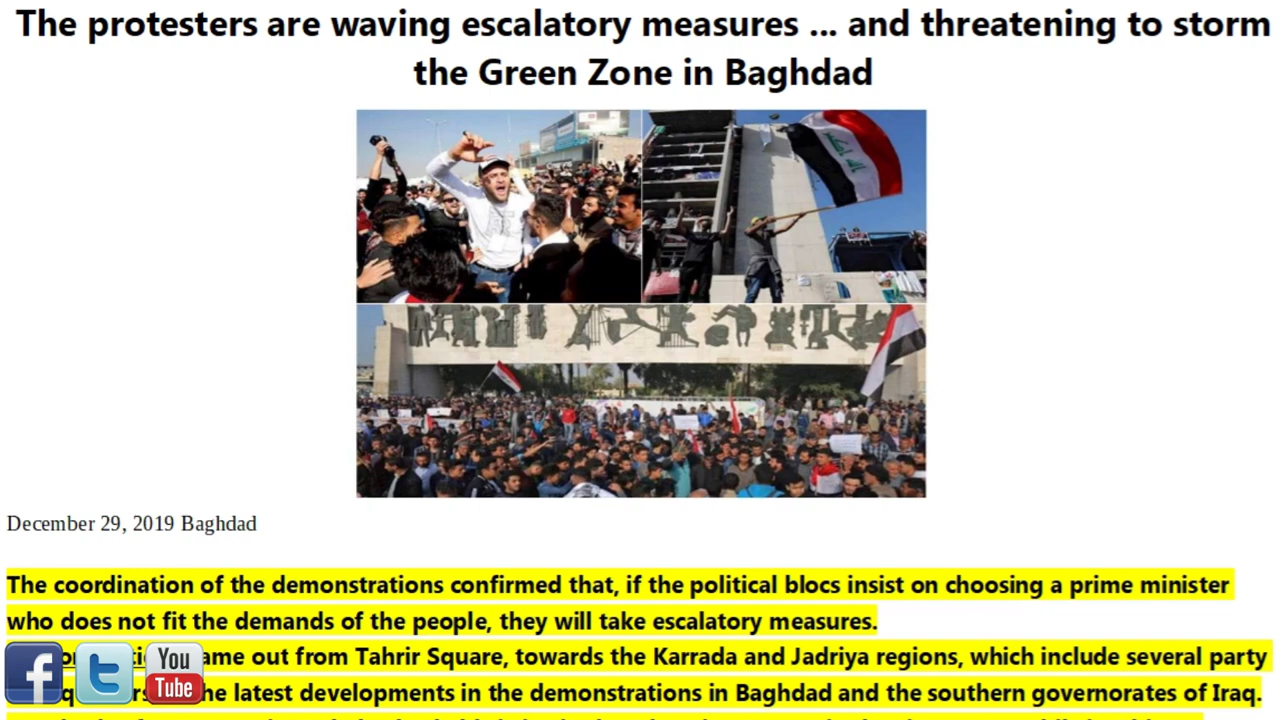 The protesters are waving escalatory measures ... and threatening to storm
the Green Zone in Baghdad
December 29, 2019 Baghdad
The coordination of the demonstrations confirmed that, if the political blocs insist on choosing a prime minister
who does not fit the demands of the people, they will take escalatory measures.
came out from Tahrir Square, towards the Karrada and Jadriya regions, which include several party
the latest developments in the demonstrations in Baghdad and the southern governorates of Iraq.
You
Tube